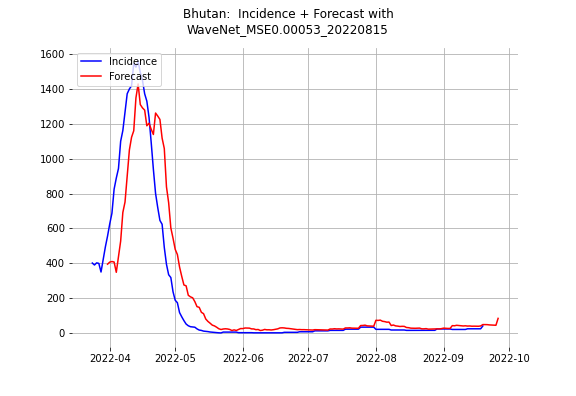 Bhutan:  Incidence + Forecast with
WaveNet_MSE0.00053_20220815
Incidence
Forecast
1600
1400
1200
1000
800
600
400
200
0
2022-04 2022-05 2022-06 2022-07 2022-08 2022-09 2022-10